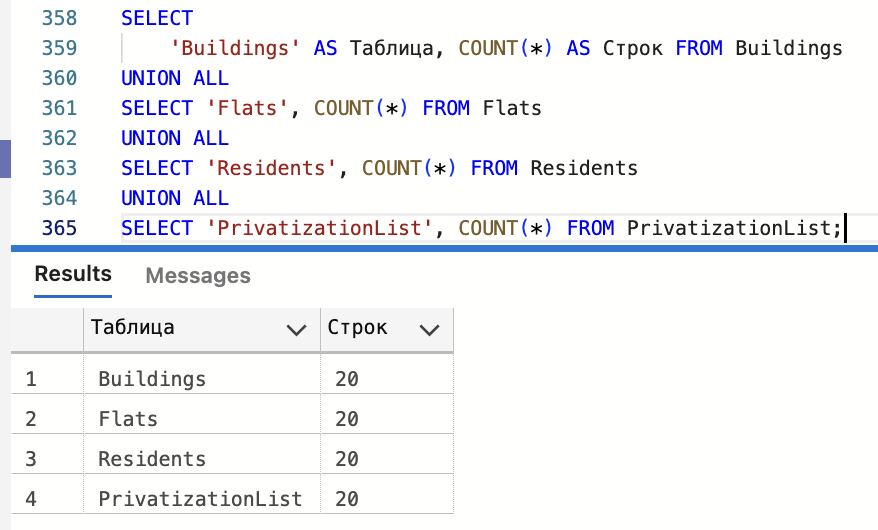 358 SELECT
359 'Buildings' AS Таблица, COUNT(*) AS Строк FROM Buildings
360 UNION ALL
361 SELECT 'Flats', COUNT(*) FROM Flats
362 UNION ALL
363 SELECT 'Residents', COUNT(*) FROM Residents
364 UNION ALL
365 SELECT 'PrivatizationList', COUNT(*) FROM PrivatizationList;
Results Messages
Таблица Строк
1 Buildings 20
2 Flats 20
3 Residents 20
4 PrivatizationList 20